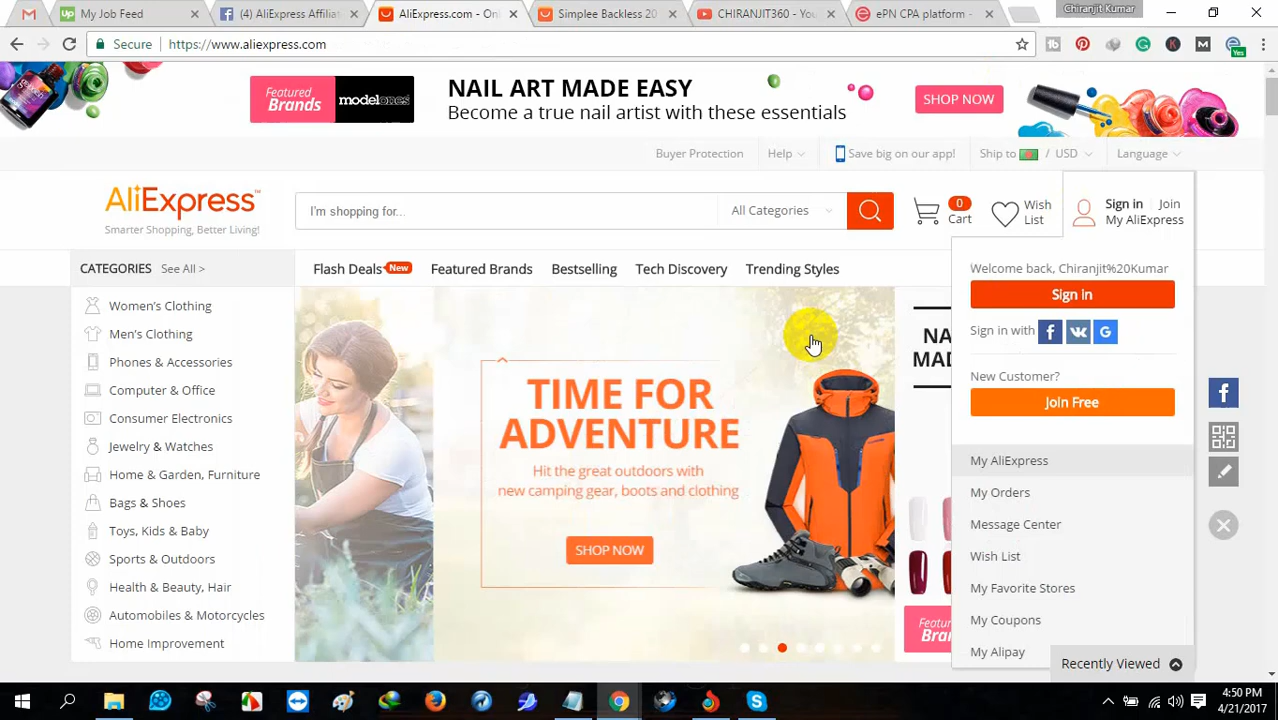 My Job Feed
(4) AliExpress Affiliat
AliExpress.com - Onl
Simplee Backless 20
CHIRANJIT360 - You
ePN CPA platform -
Chiranjit Kumar
Secure
https://www.aliexpress.com
Yes
Featured Brands
modelones
NAIL ART MADE EASY
Become a true nail artist with these essentials
SHOP NOW
Buyer Protection
Help
Save big on our app!
Ship to / USD
Language
AliExpress™
Smarter Shopping, Better Living!
I'm shopping for...
All Categories
0
Cart
Wish List
Sign in Join
My AliExpress
CATEGORIES See All >
Flash Deals New
Featured Brands
Bestselling
Tech Discovery
Trending Styles
Welcome back, Chiranjit%20Kumar
Sign in
Sign in with
New Customer?
Join Free
My AliExpress
My Orders
Message Center
Wish List
My Favorite Stores
My Coupons
My Alipay
Women's Clothing
Men's Clothing
Phones & Accessories
Computer & Office
Consumer Electronics
Jewelry & Watches
Home & Garden, Furniture
Bags & Shoes
Toys, Kids & Baby
Sports & Outdoors
Health & Beauty, Hair
Automobiles & Motorcycles
Home Improvement
TIME FOR
ADVENTURE
Hit the great outdoors with
new camping gear, boots and clothing
SHOP NOW
NA
MAD
Featu
Bra
Recently Viewed
4:50 PM
4/21/2017